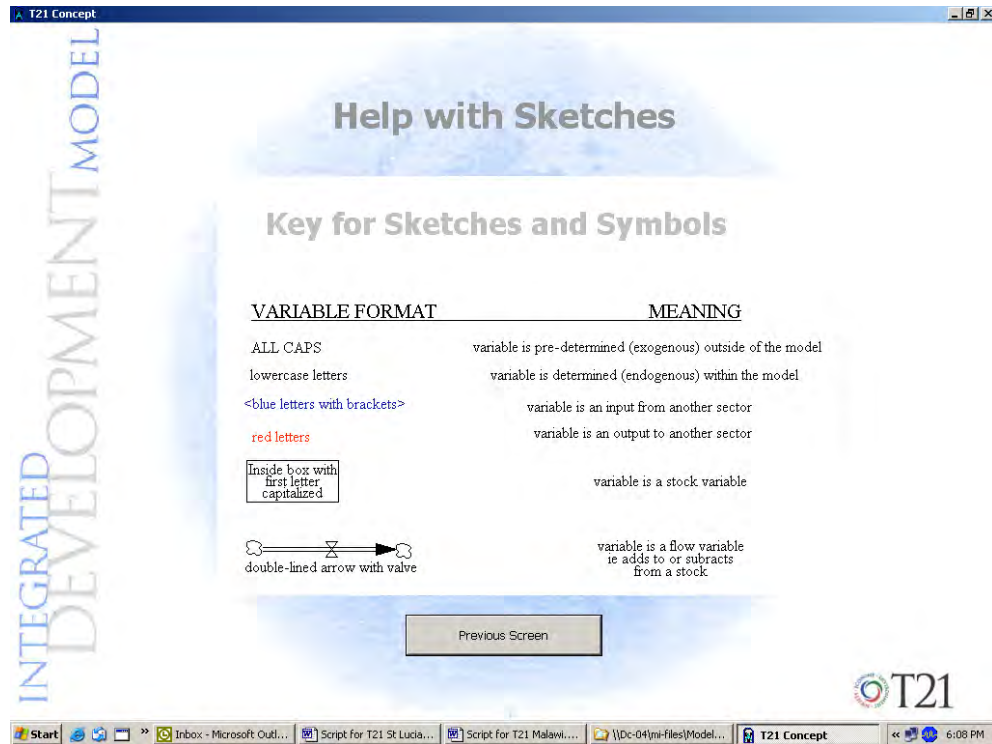 T21 Concept
INTEGRATED
DEVELOPMENT MODEL
Help with Sketches
Key for Sketches and Symbols
VARIABLE FORMAT MEANING
ALL CAPS variable is pre-determined (exogenous) outside of the model
lowercase letters variable is determined (endogenous) within the model
<blue letters with brackets> variable is an input from another sector
red letters variable is an output to another sector
Inside box with
first letter
capitalized
variable is a stock variable
double-lined arrow with valve
variable is a flow variable
ie adds to or subracts
from a stock
Previous Screen
T21
Start » Inbox - Microsoft Outl... Script for T21 St Lucia... Script for T21 Malawi.... \\Dc-04\mi-files\Model... T21 Concept « 6:08 PM